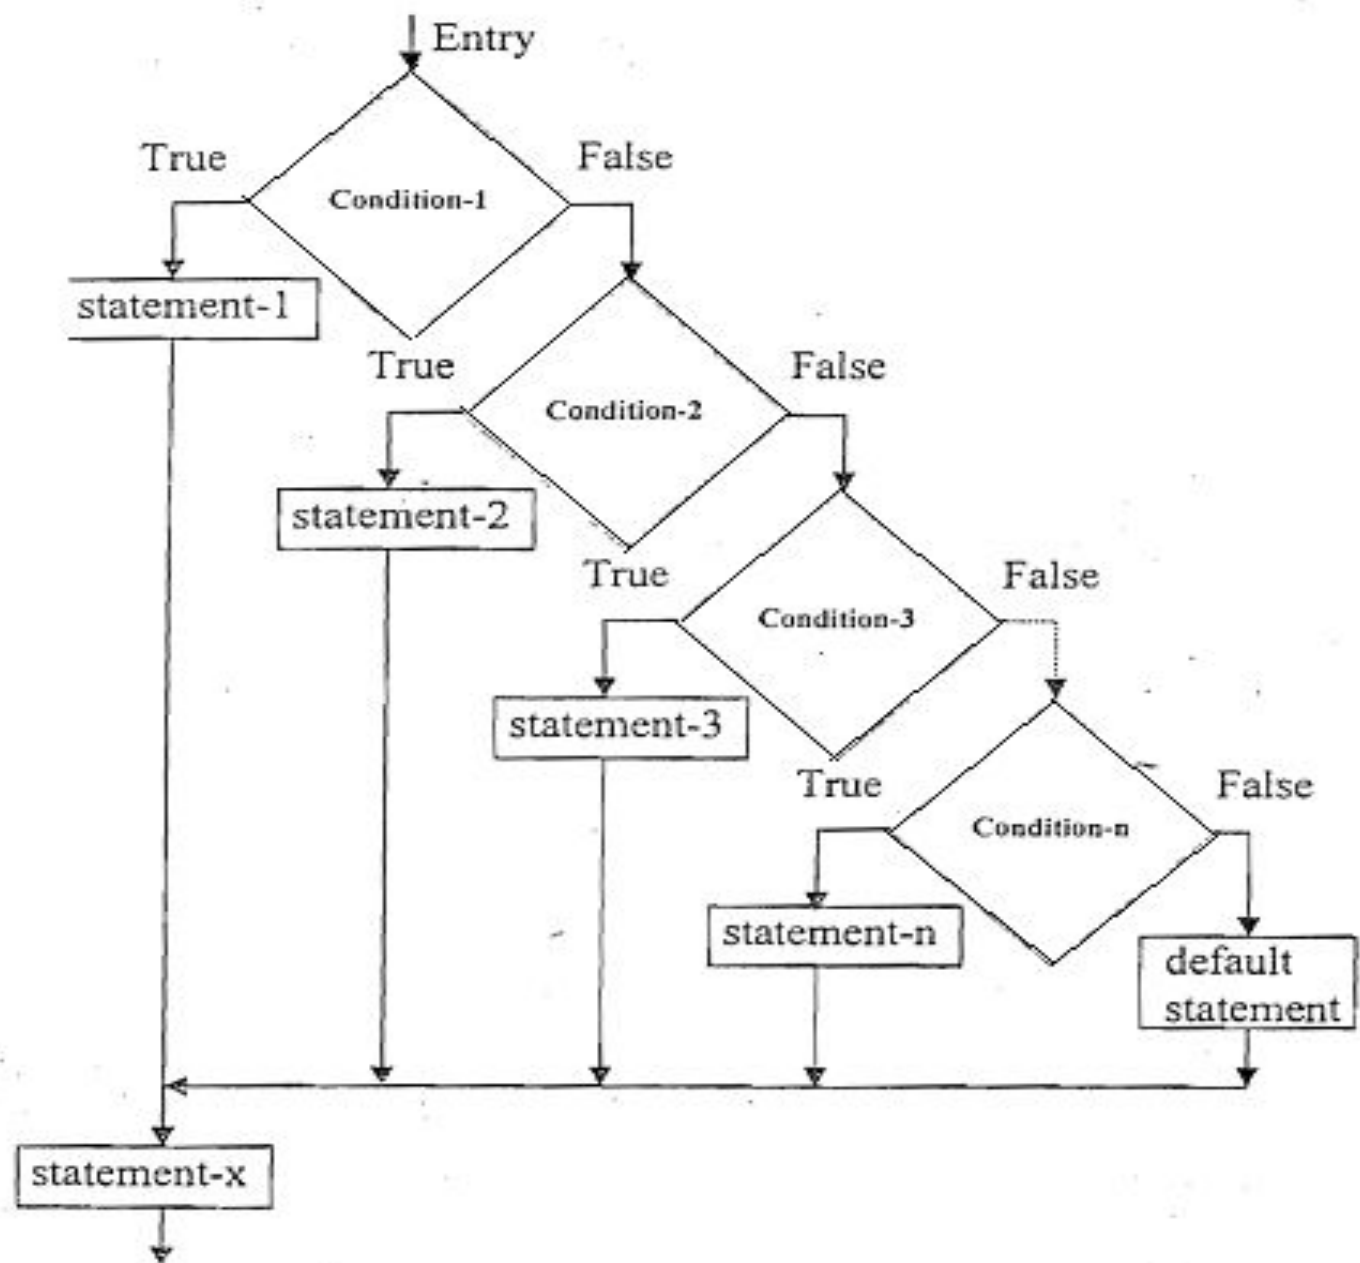 Entry
True
False
Condition-1
statement-1
True
False
Condition-2
statement-2
True
False
Condition-3
statement-3
True
False
Condition-n
statement-n
default
statement
statement-x